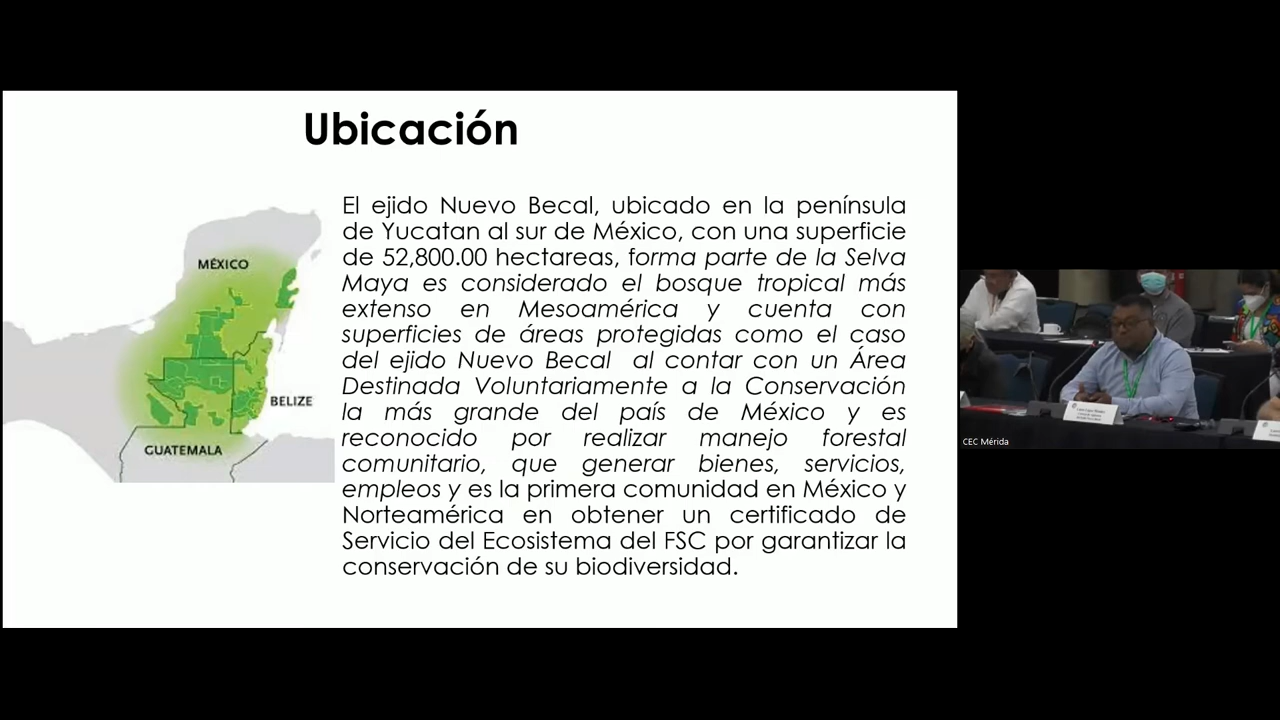 Ubicación
El ejido Nuevo Becal, ubicado en la península
de Yucatan al sur de México, con una superficie
de 52,800.00 hectareas, forma parte de la Selva
Maya es considerado el bosque tropical más
extenso en Mesoamérica y cuenta con
superficies de áreas protegidas como el caso
del ejido Nuevo Becal al contar con un Área
Destinada Voluntariamente a la Conservación
la más grande del país de México y es
reconocido por realizar manejo forestal
comunitario, que generar bienes, servicios,
empleos y es la primera comunidad en México y
Norteamérica en obtener un certificado de
Servicio del Ecosistema del FSC por garantizar la
conservación de su biodiversidad.
MÉXICO
BELIZE
GUATEMALA
CEC Mérida